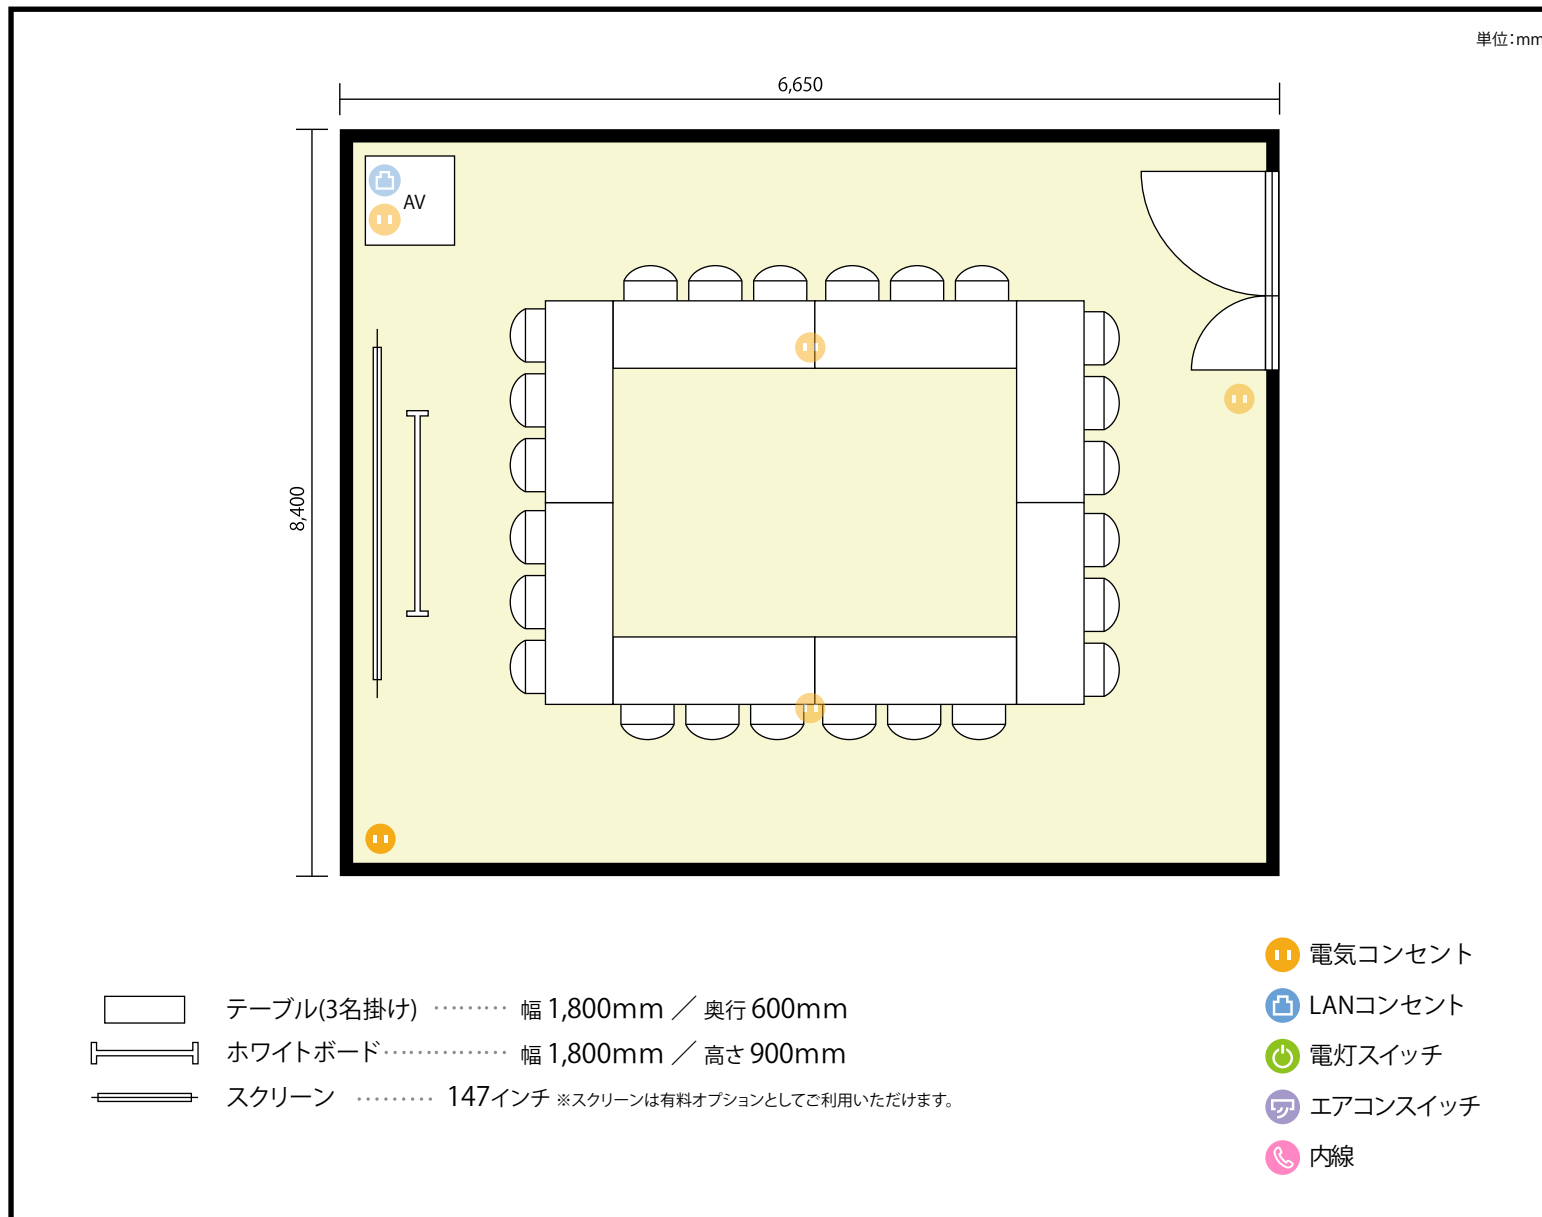 単位：mm
6,650
AV
8,400
電気コンセント
LANコンセント
電灯スイッチ
エアコンスイッチ
内線
テーブル(3名掛け) ‥‥‥‥ 幅 1,800mm ／ 奥行 600mm
ホワイトボード‥‥‥‥‥‥‥ 幅 1,800mm ／ 高さ 900mm
スクリーン ‥‥‥‥ 147インチ ※スクリーンは有料オプションとしてご利用いただけます。